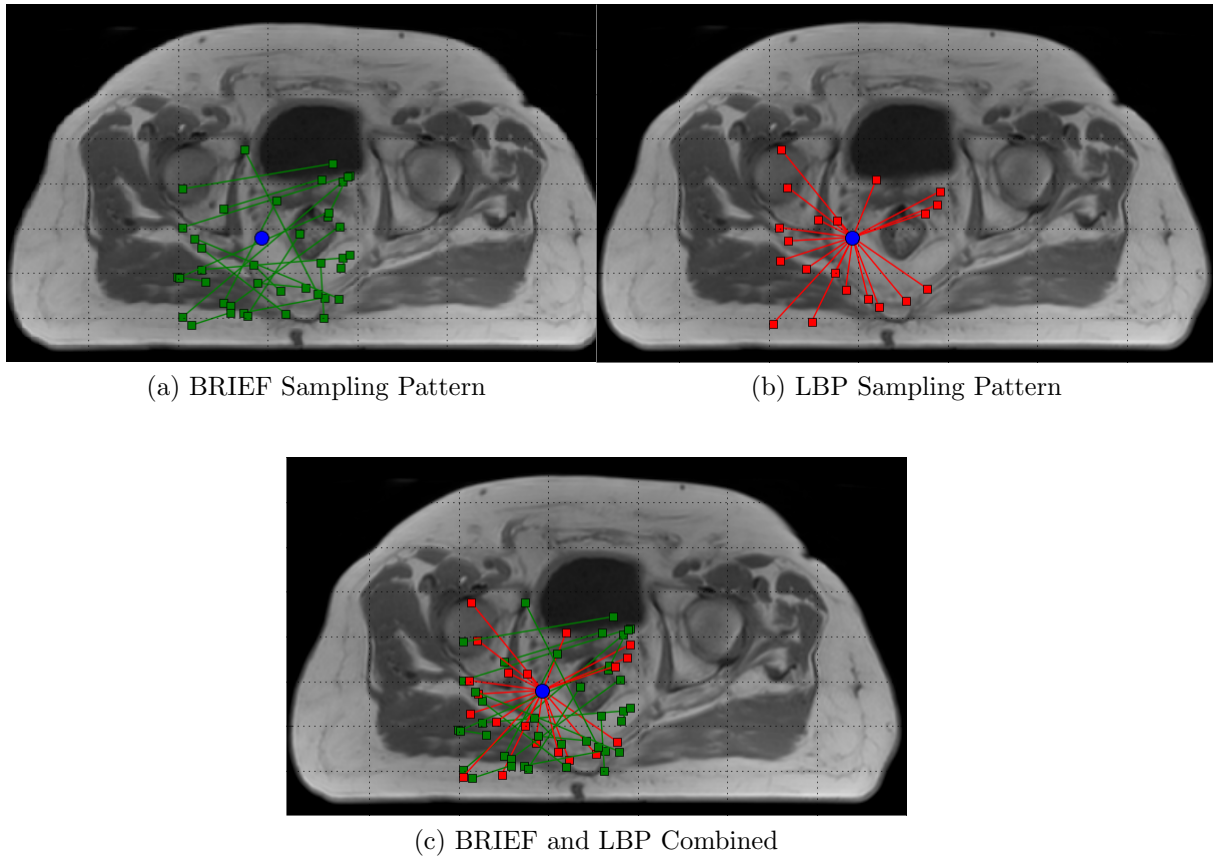 (a) BRIEF Sampling Pattern
(b) LBP Sampling Pattern
(c) BRIEF and LBP Combined